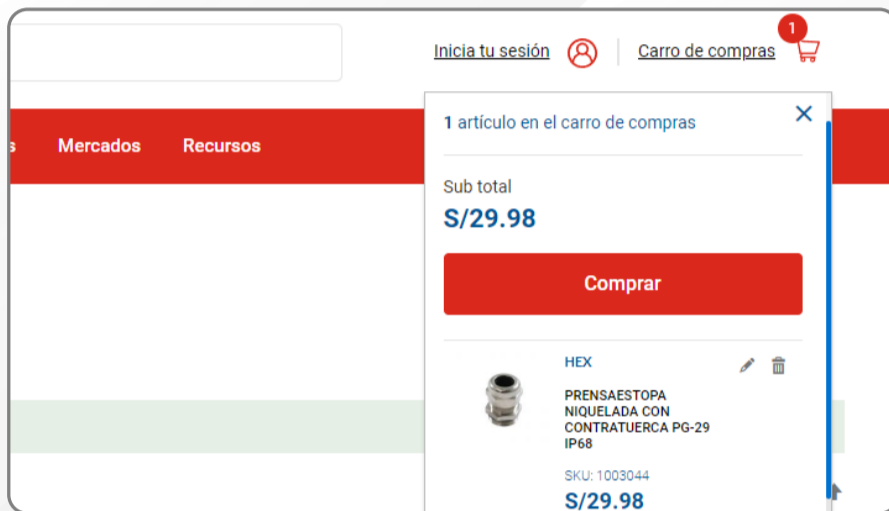 Inicia tu sesión
Carro de compras
1
s Mercados Recursos
1 artículo en el carro de compras
Sub total
S/29.98
Comprar
HEX
PRENSAESTOPA
NIQUELADA CON
CONTRATUERCA PG-29
IP68
SKU: 1003044
S/29.98